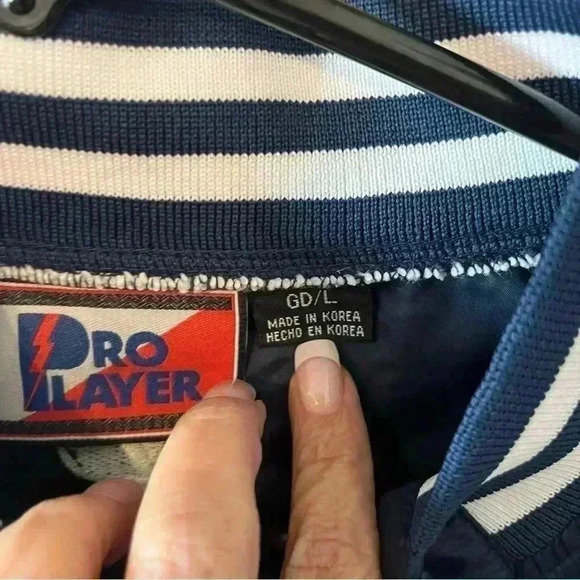 PRO
PLAYER
GD/L
MADE IN KOREA
HECHO EN KOREA